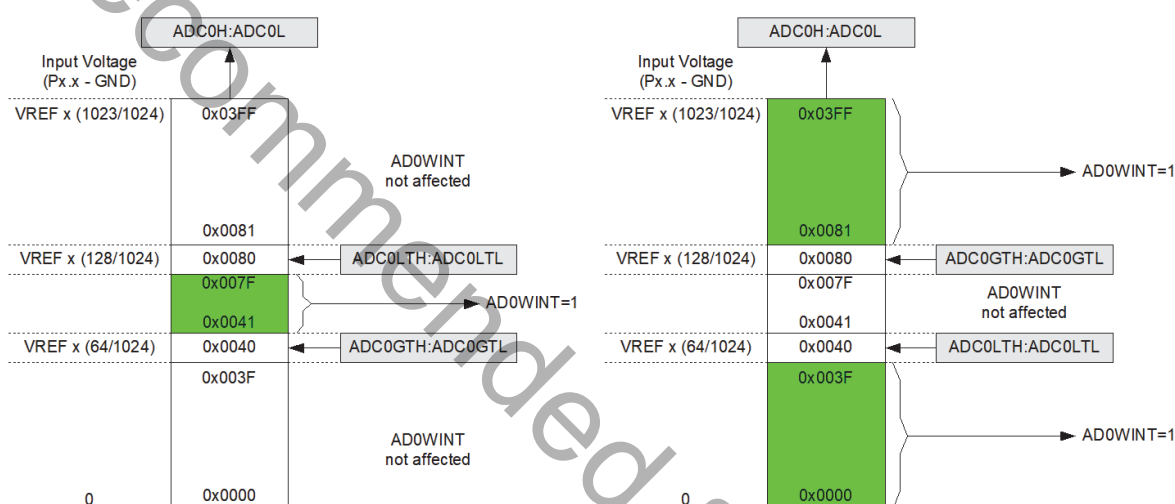 ADC0H:ADC0L
Input Voltage
(Px.x - GND)
VREF x (1023/1024)
0x03FF
AD0WINT
not affected
0x0081
VREF x (128/1024)
0x0080
ADC0LTH:ADC0LTL
0x007F
AD0WINT=1
0x0041
VREF x (64/1024)
0x0040
ADC0GTH:ADC0GTL
0x003F
AD0WINT
not affected
0
0x0000
ADC0H:ADC0L
Input Voltage
(Px.x - GND)
VREF x (1023/1024)
0x03FF
AD0WINT=1
0x0081
VREF x (128/1024)
0x0080
ADC0GTH:ADC0GTL
0x007F
AD0WINT
not affected
0x0041
VREF x (64/1024)
0x0040
ADC0LTH:ADC0LTL
0x003F
AD0WINT=1
0
0x0000